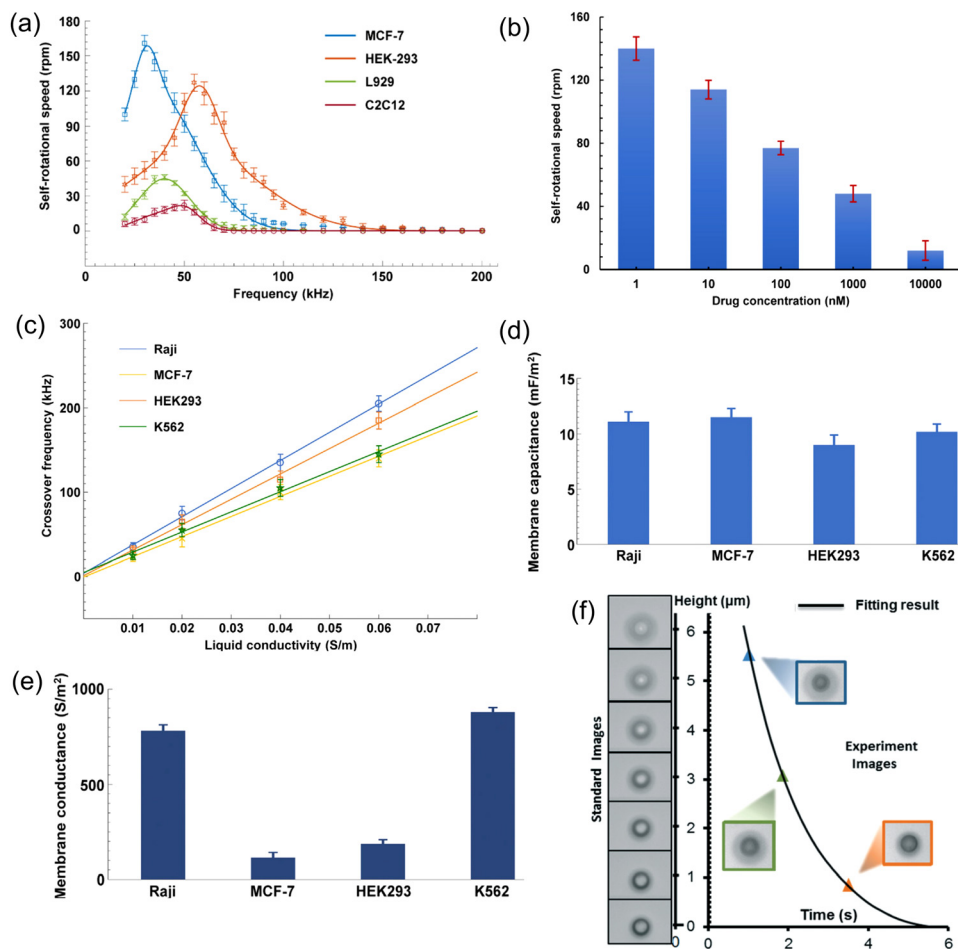 (a)
Self-rotational speed (rpm)
180
150
120
90
60
30
0
MCF-7
HEK-293
L929
C2C12
0
50
100
150
200
Frequency (kHz)
(b)
Self-rotational speed (rpm)
160
120
80
40
0
1
10
100
1000
10000
Drug concentration (nM)
(c)
Crossover frequency (kHz)
300
200
100
0
Raji
MCF-7
HEK293
K562
0.01
0.02
0.03
0.04
0.05
0.06
0.07
Liquid conductivity (S/m)
(d)
Membrane capacitance (mF/m²)
15
10
5
0
Raji
MCF-7
HEK293
K562
(e)
Membrane conductance (S/m²)
1000
500
0
Raji
MCF-7
HEK293
K562
(f)
Standard Images
Height (μm)
6
5
4
3
2
1
0
Fitting result
Experiment
Images
Time (s)
0
2
4
6